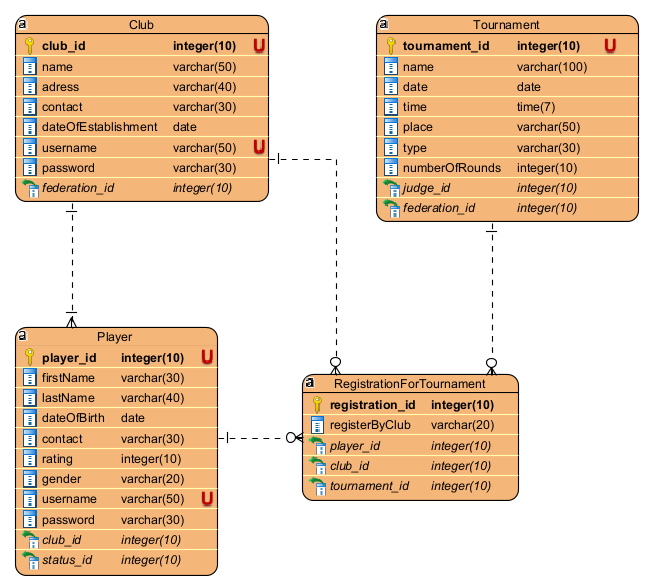 a Club
club_id integer(10) U
name varchar(50)
adress varchar(40)
contact varchar(30)
dateOfEstablishment date
username varchar(50) U
password varchar(30)
federation_id integer(10)
a Tournament
tournament_id integer(10) U
name varchar(100)
date date
time time(7)
place varchar(50)
type varchar(30)
numberOfRounds integer(10)
judge_id integer(10)
federation_id integer(10)
a Player
player_id integer(10) U
firstName varchar(30)
lastName varchar(40)
dateOfBirth date
contact varchar(30)
rating integer(10)
gender varchar(20)
username varchar(50) U
password varchar(30)
club_id integer(10)
status_id integer(10)
a RegistrationForTournament
registration_id integer(10)
registerByClub varchar(20)
player_id integer(10)
club_id integer(10)
tournament_id integer(10)